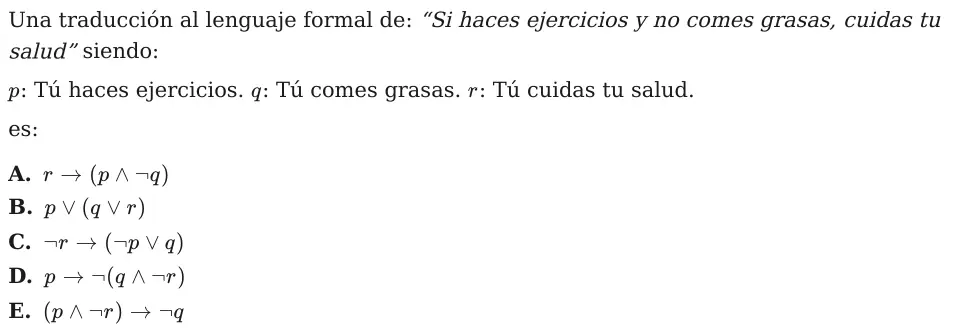 Una traducción al lenguaje formal de: “Si haces ejercicios y no comes grasas, cuidas tu
salud” siendo:
p: Tú haces ejercicios. q: Tú comes grasas. r: Tú cuidas tu salud.
es:
A. r → (p ∧ ¬q)
B. p ∨ (q ∨ r)
C. ¬r → (¬p ∨ q)
D. p → ¬(q ∧ ¬r)
E. (p ∧ ¬r) → ¬q